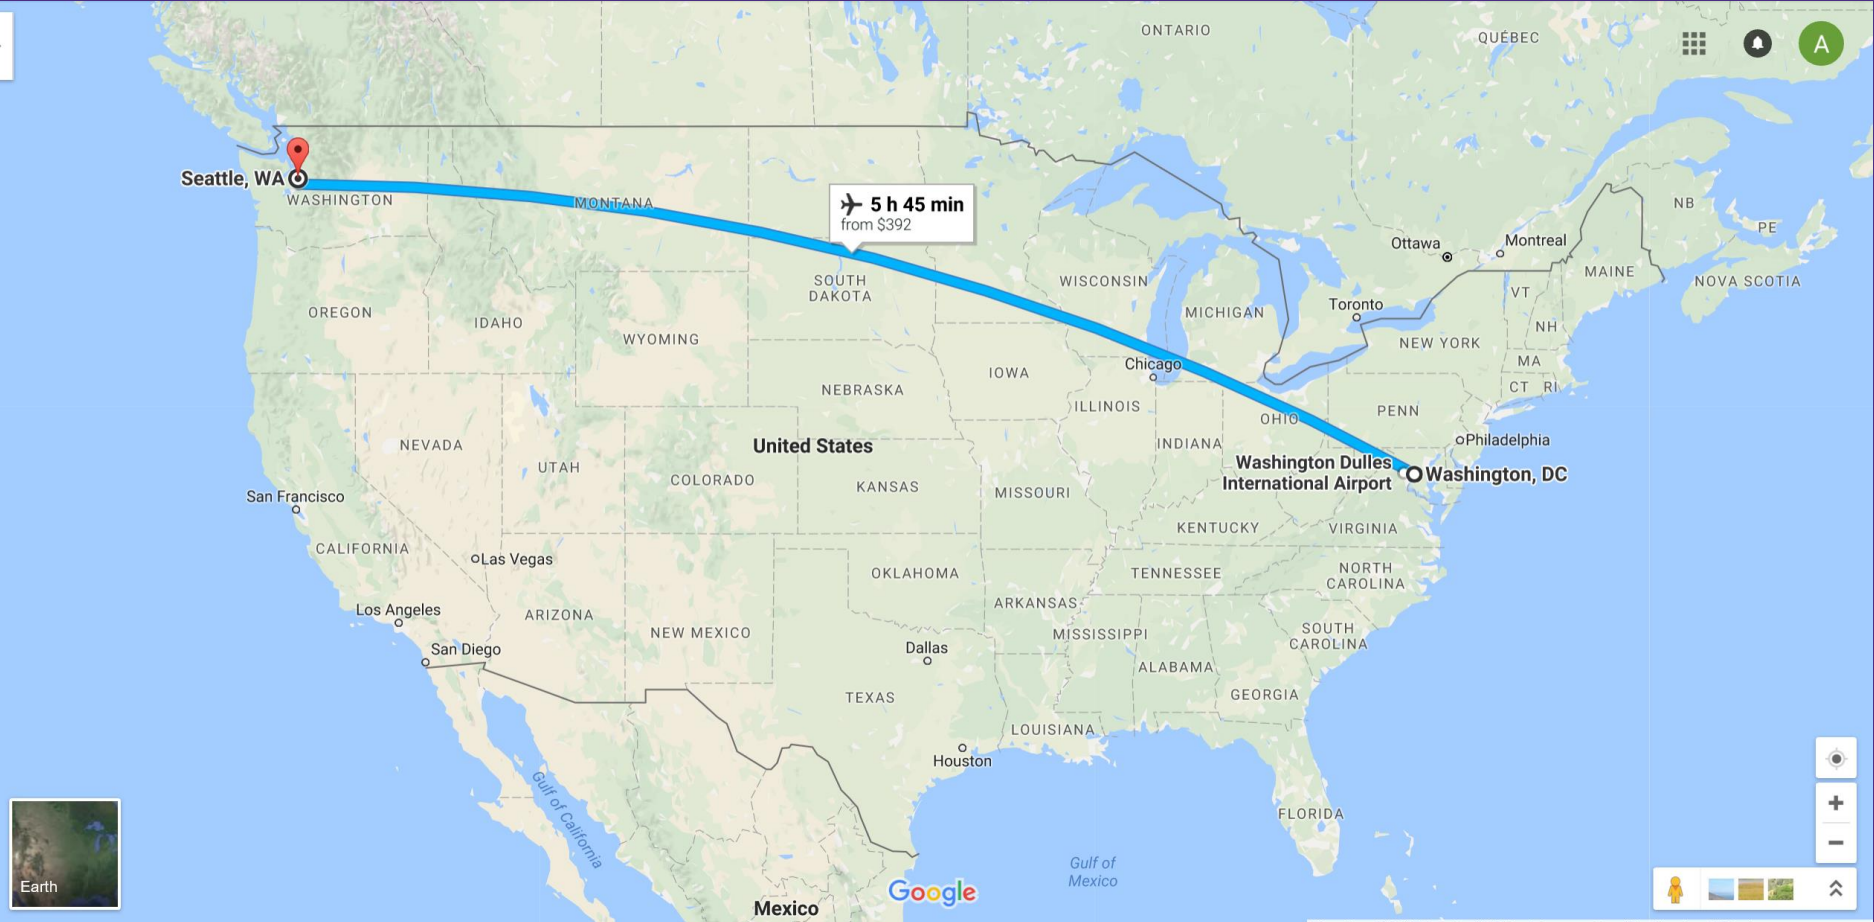 ONTARIO
QUÉBEC
A
Seattle, WA
WASHINGTON
MONTANA
5 h 45 min
from $392
NB
PE
Ottawa
Montreal
MAINE
NOVA SCOTIA
SOUTH
DAKOTA
WISCONSIN
MICHIGAN
Toronto
VT
NH
OREGON
IDAHO
WYOMING
NEW YORK
MA
CT RI
Chicago
IOWA
NEBRASKA
ILLINOIS
OHIO
PENN
NEVADA
United States
INDIANA
Philadelphia
UTAH
COLORADO
KANSAS
MISSOURI
Washington Dulles
International Airport
Washington, DC
San Francisco
KENTUCKY
VIRGINIA
CALIFORNIA
Las Vegas
OKLAHOMA
TENNESSEE
NORTH
CAROLINA
Los Angeles
ARIZONA
NEW MEXICO
ARKANSAS
MISSISSIPPI
SOUTH
CAROLINA
San Diego
Dallas
ALABAMA
TEXAS
GEORGIA
LOUISIANA
Houston
Gulf of California
FLORIDA
Gulf of
Mexico
Earth
Google
Mexico